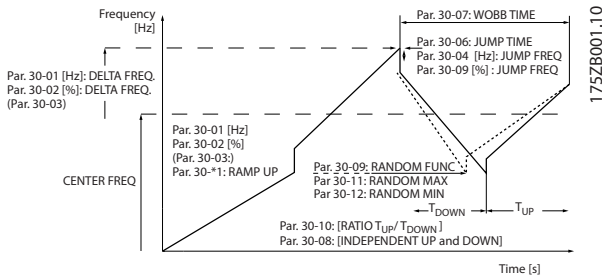 Frequency
[Hz]
Par. 30-07: WOBB TIME
Par. 30-06: JUMP TIME
Par. 30-04 [Hz]: JUMP FREQ
Par. 30-09 [%] : JUMP FREQ
175ZB001.10
Par. 30-01 [Hz]: DELTA FREQ.
Par. 30-02 [%]: DELTA FREQ.
(Par. 30-03)
Par. 30-01 [Hz]
Par. 30-02 [%]
(Par. 30-03:)
Par. 30-*1: RAMP UP
CENTER FREQ
Par. 30-09: RANDOM FUNC
Par 30-11: RANDOM MAX
Par 30-12: RANDOM MIN
TDOWN
TUP
Par. 30-10: [RATIO TUP/ TDOWN ]
Par. 30-08: [INDEPENDENT UP and DOWN]
Time [s]